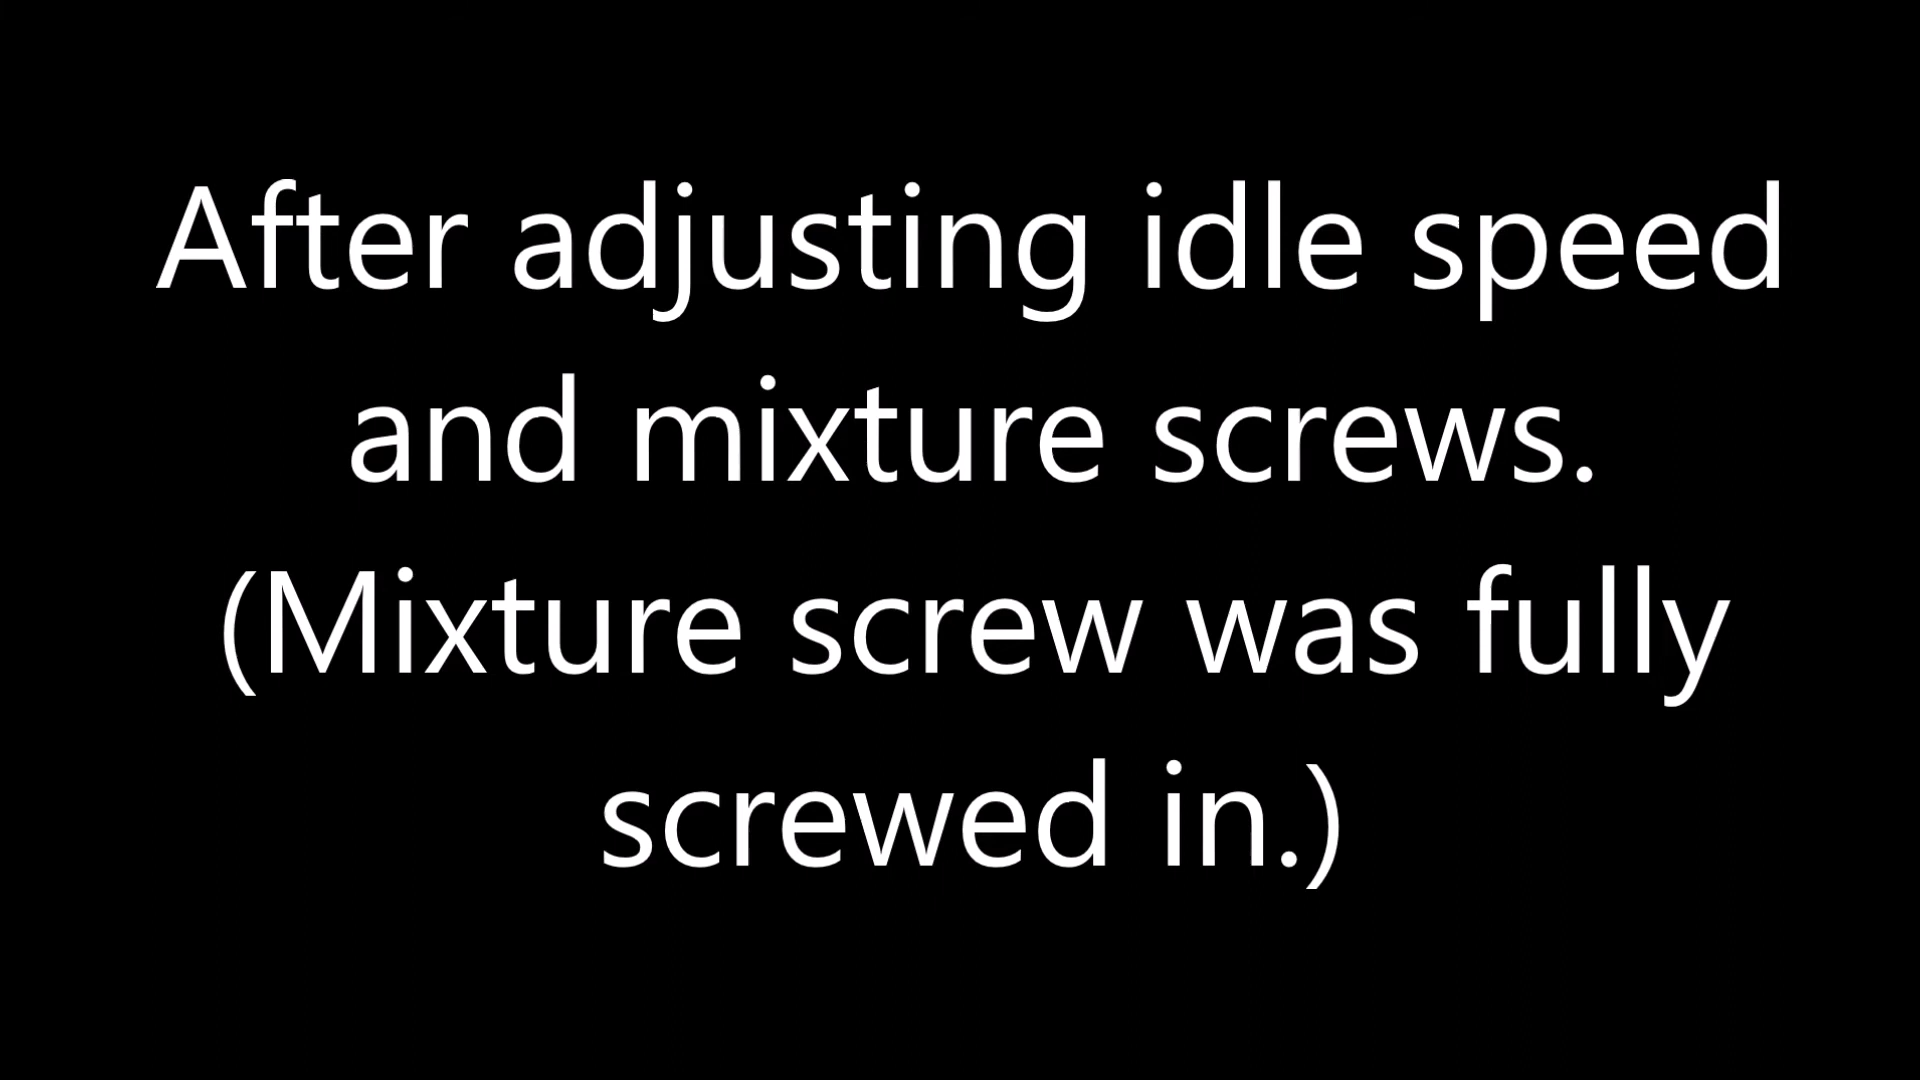 After adjusting idle speed
and mixture screws.
(Mixture screw was fully
screwed in.)